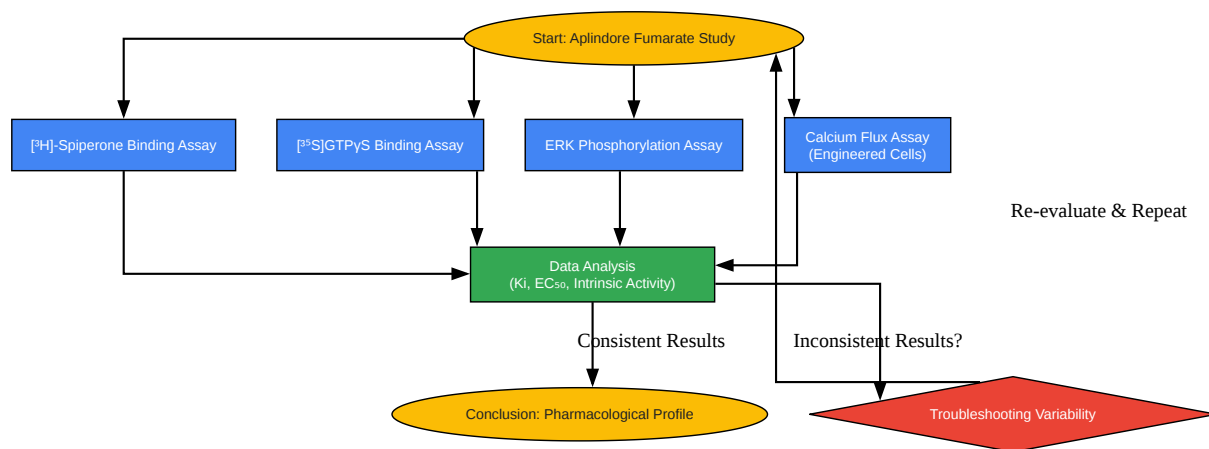 Start: Aplindore Fumarate Study
[³H]-Spiperone Binding Assay
[³⁵S]GTPγS Binding Assay
ERK Phosphorylation Assay
Calcium Flux Assay
(Engineered Cells)
Re-evaluate & Repeat
Data Analysis
(Ki, EC₅₀, Intrinsic Activity)
Consistent Results
Inconsistent Results?
Conclusion: Pharmacological Profile
Troubleshooting Variability